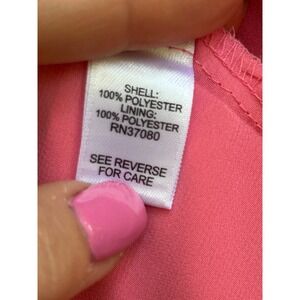 SHELL:
100% POLYESTER
LINING:
100% POLYESTER
RN37080
SEE REVERSE
FOR CARE